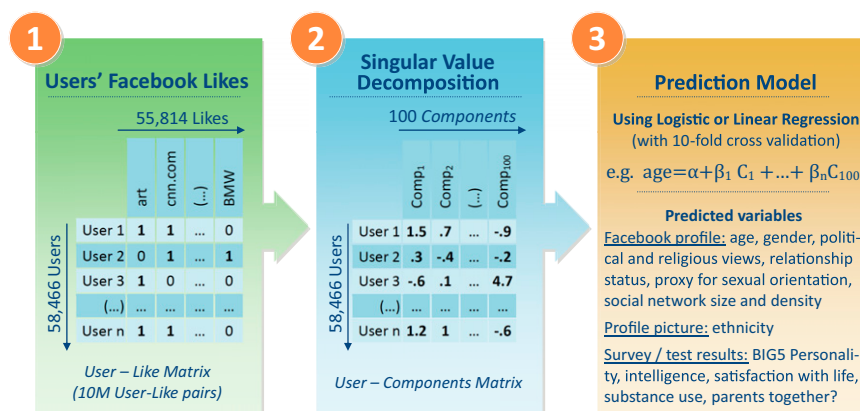 1
Users' Facebook Likes
55,814 Likes
art cnn.com (...) BMW
58,466 Users
User 1 1 1 ... 0
User 2 0 1 ... 1
User 3 1 0 ... 0
(...) ... ... ... ...
User n 1 1 ... 0
User – Like Matrix
(10M User-Like pairs)
2
Singular Value
Decomposition
100 Components
Comp₁ Comp₂ (...) Comp₁₀₀
58,466 Users
User 1 1.5 .7 ... -.9
User 2 .3 -.4 ... -.2
User 3 -.6 .1 ... 4.7
(...) ... ... ... ...
User n 1.2 1 ... -.6
User – Components Matrix
3
Prediction Model
Using Logistic or Linear Regression
(with 10-fold cross validation)
e.g. age=α+β₁ C₁ +...+ βₙC₁₀₀
Predicted variables
Facebook profile: age, gender, politi-
cal and religious views, relationship
status, proxy for sexual orientation,
social network size and density
Profile picture: ethnicity
Survey / test results: BIG5 Personali-
ty, intelligence, satisfaction with life,
substance use, parents together?